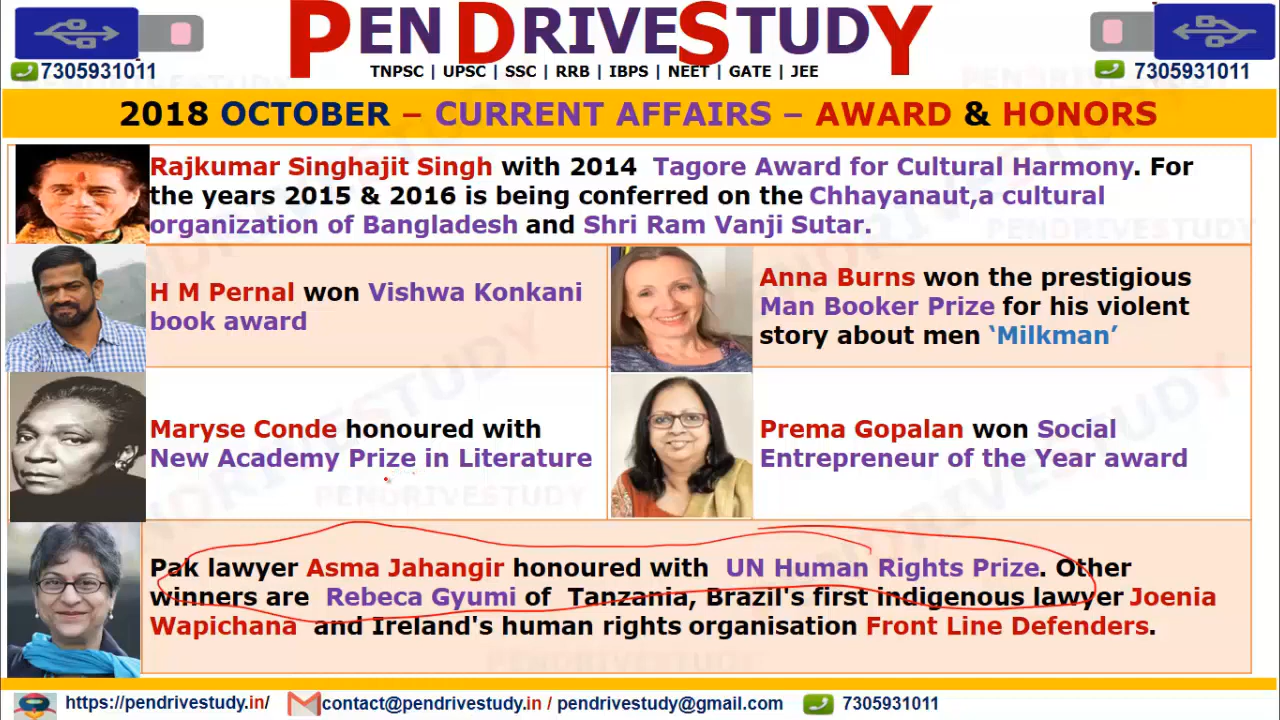 PENDRIVESTUDY
7305931011
TNPSC | UPSC | SSC | RRB | IBPS | NEET | GATE | JEE
7305931011
2018 OCTOBER – CURRENT AFFAIRS – AWARD & HONORS
Rajkumar Singhajit Singh with 2014 Tagore Award for Cultural Harmony. For
the years 2015 & 2016 is being conferred on the Chhayanaut,a cultural
organization of Bangladesh and Shri Ram Vanji Sutar.
H M Pernal won Vishwa Konkani
book award
Anna Burns won the prestigious
Man Booker Prize for his violent
story about men ‘Milkman’
Maryse Conde honoured with
New Academy Prize in Literature
Prema Gopalan won Social
Entrepreneur of the Year award
PENDRIVESTUDY
Pak lawyer Asma Jahangir honoured with UN Human Rights Prize. Other
winners are Rebeca Gyumi of Tanzania, Brazil's first indigenous lawyer Joenia
Wapichana and Ireland's human rights organisation Front Line Defenders.
https://pendrivestudy.in/
contact@pendrivestudy.in / pendrivestudy@gmail.com
7305931011